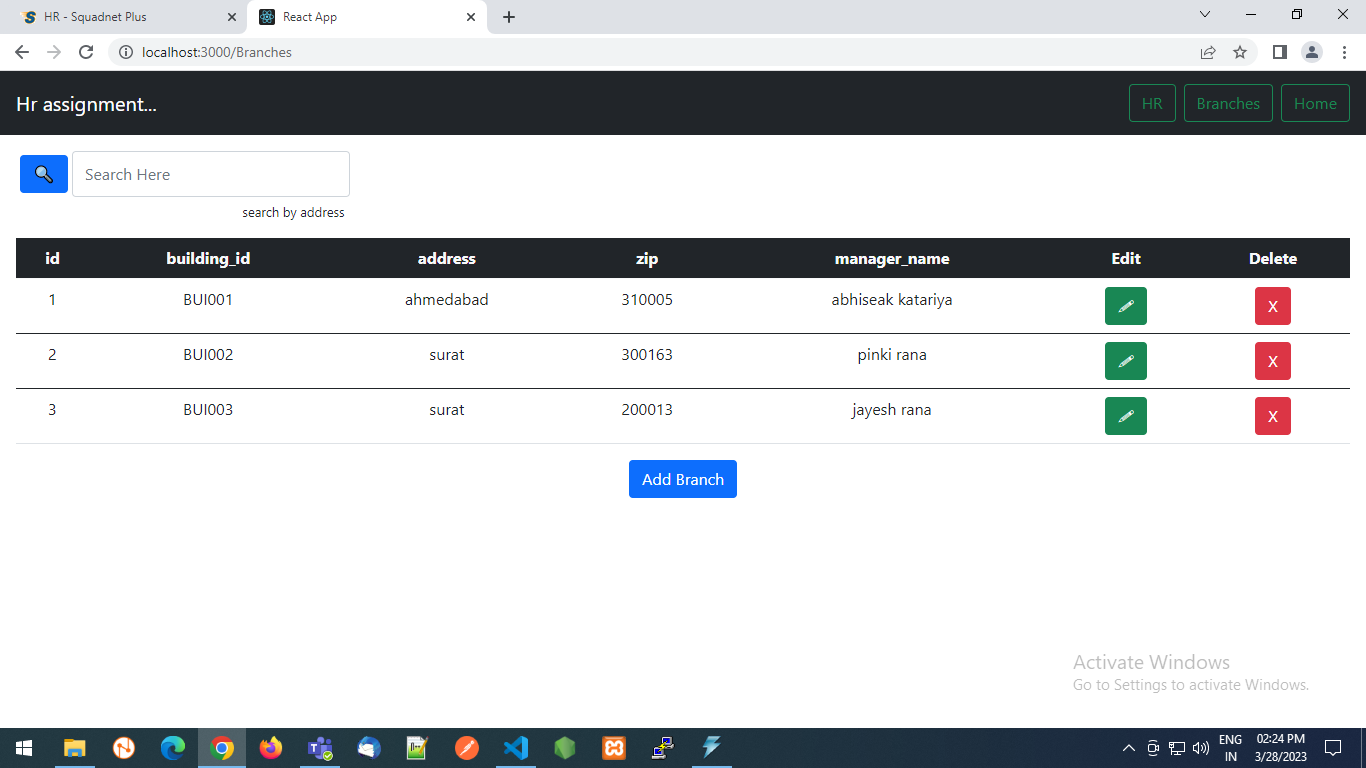 HR - Squadnet Plus
React App
localhost:3000/Branches
Hr assignment...
HR
Branches
Home
Search Here
search by address
id building_id address zip manager_name Edit Delete
1 BUI001 ahmedabad 310005 abhiseak katariya X
2 BUI002 surat 300163 pinki rana X
3 BUI003 surat 200013 jayesh rana X
Add Branch
Activate Windows
Go to Settings to activate Windows.
ENG
IN
02:24 PM
3/28/2023